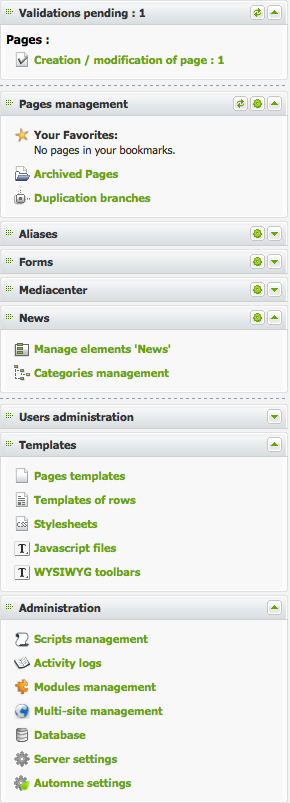 Validations pending : 1
Pages :
Creation / modification of page : 1
Pages management
Your Favorites:
No pages in your bookmarks.
Archived Pages
Duplication branches
Aliases
Forms
Mediacenter
News
Manage elements 'News'
Categories management
Users administration
Templates
Pages templates
Templates of rows
CSS
Stylesheets
T
Javascript files
T
WYSIWYG toolbars
Administration
Scripts management
Activity logs
Modules management
Multi-site management
Database
Server settings
Automne settings